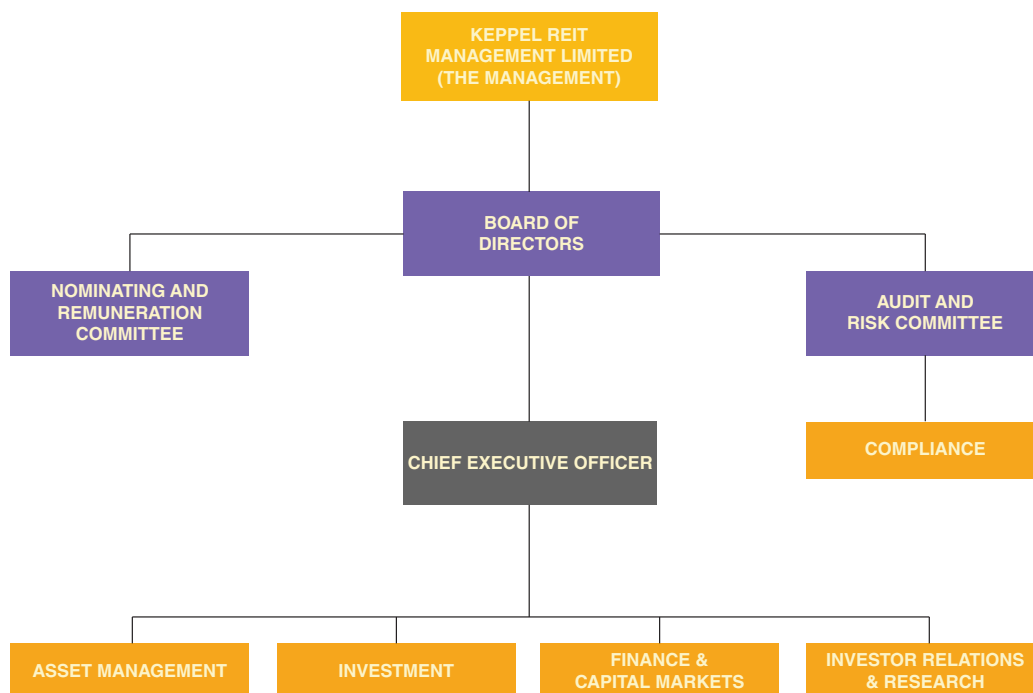 KEPPEL REIT
MANAGEMENT LIMITED
(THE MANAGEMENT)
BOARD OF
DIRECTORS
NOMINATING AND
REMUNERATION
COMMITTEE
AUDIT AND
RISK COMMITTEE
CHIEF EXECUTIVE OFFICER
COMPLIANCE
ASSET MANAGEMENT
INVESTMENT
FINANCE &
CAPITAL MARKETS
INVESTOR RELATIONS
& RESEARCH